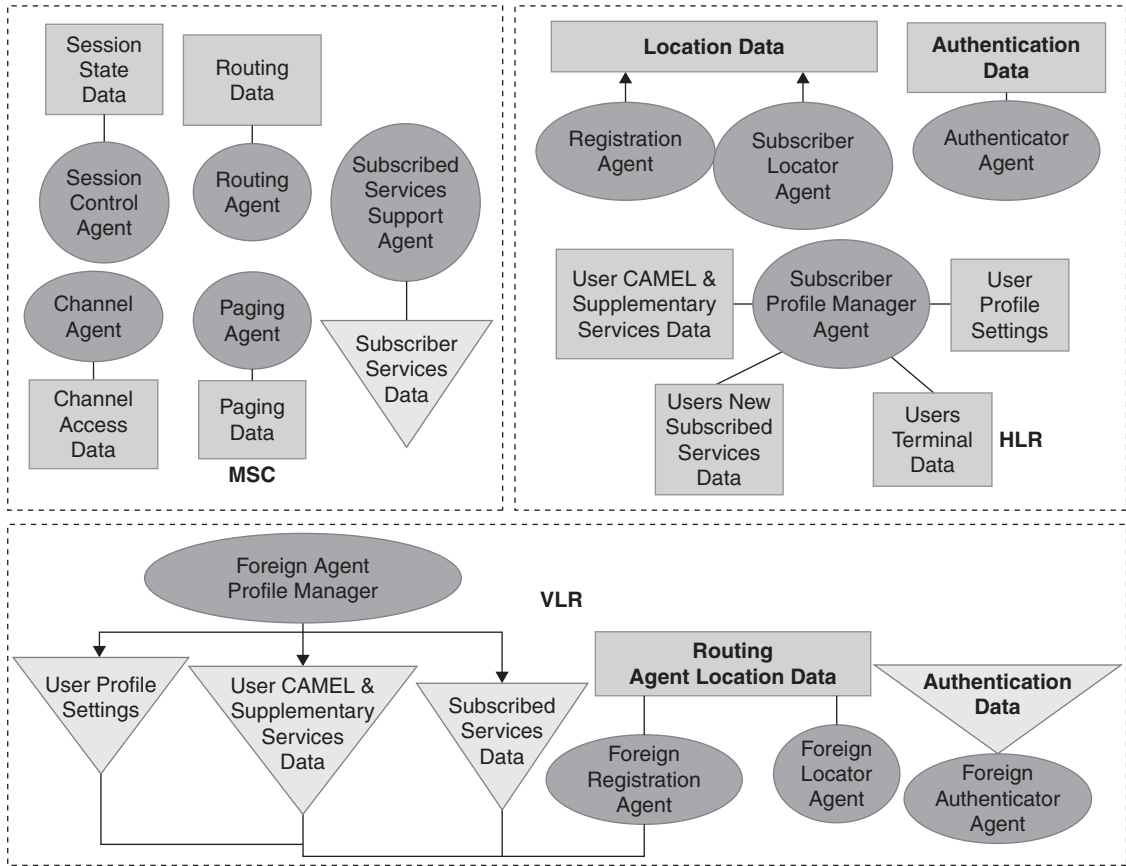 Session
State
Data
Routing
Data
Session
Control
Agent
Routing
Agent
Subscribed
Services
Support
Agent
Channel
Agent
Paging
Agent
Subscriber
Services
Data
Channel
Access
Data
Paging
Data
MSC
Location Data
Authentication
Data
Registration
Agent
Subscriber
Locator
Agent
Authenticator
Agent
User CAMEL &
Supplementary
Services Data
Subscriber
Profile Manager
Agent
User
Profile
Settings
Users New
Subscribed
Services
Data
Users
Terminal
Data
HLR
Foreign Agent
Profile Manager
VLR
User Profile
Settings
User CAMEL &
Supplementary
Services
Data
Subscribed
Services
Data
Routing
Agent Location Data
Authentication
Data
Foreign
Registration
Agent
Foreign
Locator
Agent
Foreign
Authenticator
Agent